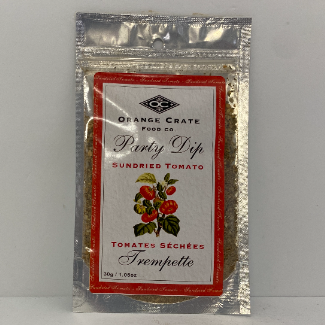 OC
ORANGE CRATE
FOOD CO
Party Dip
SUNDRIED TOMATO
TOMATES SÉCHÉES
Trempette
30g / 1.05oz